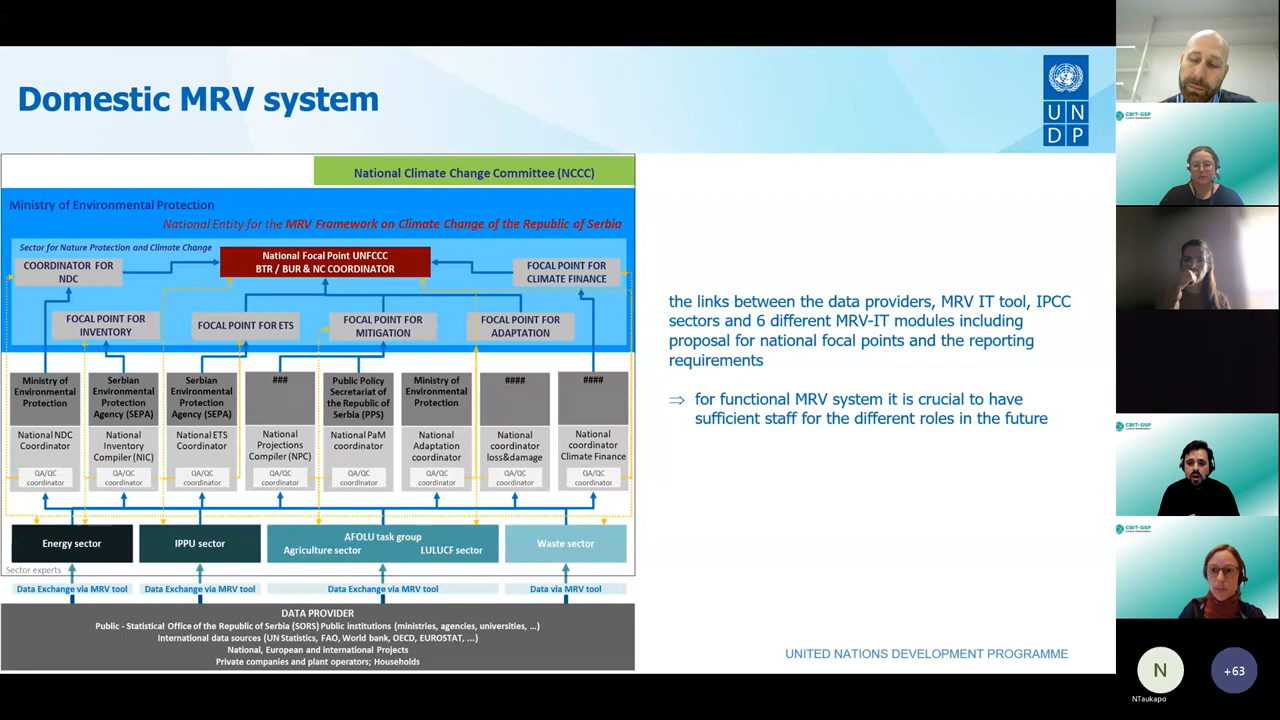 Domestic MRV system
UN
DP
National Climate Change Committee (NCCC)
Ministry of Environmental Protection
National Entity for the MRV Framework on Climate Change of the Republic of Serbia
Sector for Nature Protection and Climate Change
COORDINATOR FOR
NDC
National Focal Point UNFCCC
BTR / BUR & NC COORDINATOR
FOCAL POINT FOR
CLIMATE FINANCE
FOCAL POINT FOR
INVENTORY
FOCAL POINT FOR ETS
FOCAL POINT FOR
MITIGATION
FOCAL POINT FOR
ADAPTATION
Ministry of
Environmental
Protection
Serbian
Environmental
Protection
Agency (SEPA)
Serbian
Environmental
Protection
Agency (SEPA)
###
Public Policy
Secretariat of
the Republic of
Serbia (PPS)
Ministry of
Environmental
Protection
####
####
National NDC
Coordinator
National
Inventory
Compiler (NIC)
National ETS
Coordinator
National
Projections
Compiler (NPC)
National PaM
coordinator
National
Adaptation
coordinator
National
coordinator
loss&damage
National
coordinator
Climate Finance
QA/QC
coordinator
QA/QC
coordinator
QA/QC
coordinator
QA/QC
coordinator
QA/QC
coordinator
QA/QC
coordinator
QA/QC
coordinator
QA/QC
coordinator
Energy sector
IPPU sector
AFOLU task group
Agriculture sector LULUCF sector
Waste sector
Sector experts
Data Exchange via MRV tool
Data Exchange via MRV tool
Data Exchange via MRV tool
Data via MRV tool
DATA PROVIDER
Public - Statistical Office of the Republic of Serbia (SORS) Public institutions (ministries, agencies, universities, ...)
International data sources (UN Statistics, FAO, World bank, OECD, EUROSTAT, ...)
National, European and International Projects
Private companies and plant operators; Households
the links between the data providers, MRV IT tool, IPCC
sectors and 6 different MRV-IT modules including
proposal for national focal points and the reporting
requirements
⇒ for functional MRV system it is crucial to have
sufficient staff for the different roles in the future
UNITED NATIONS DEVELOPMENT PROGRAMME
CBIT-GSP
CBIT-GSP
CBIT-GSP
N
NTaukapo
+63